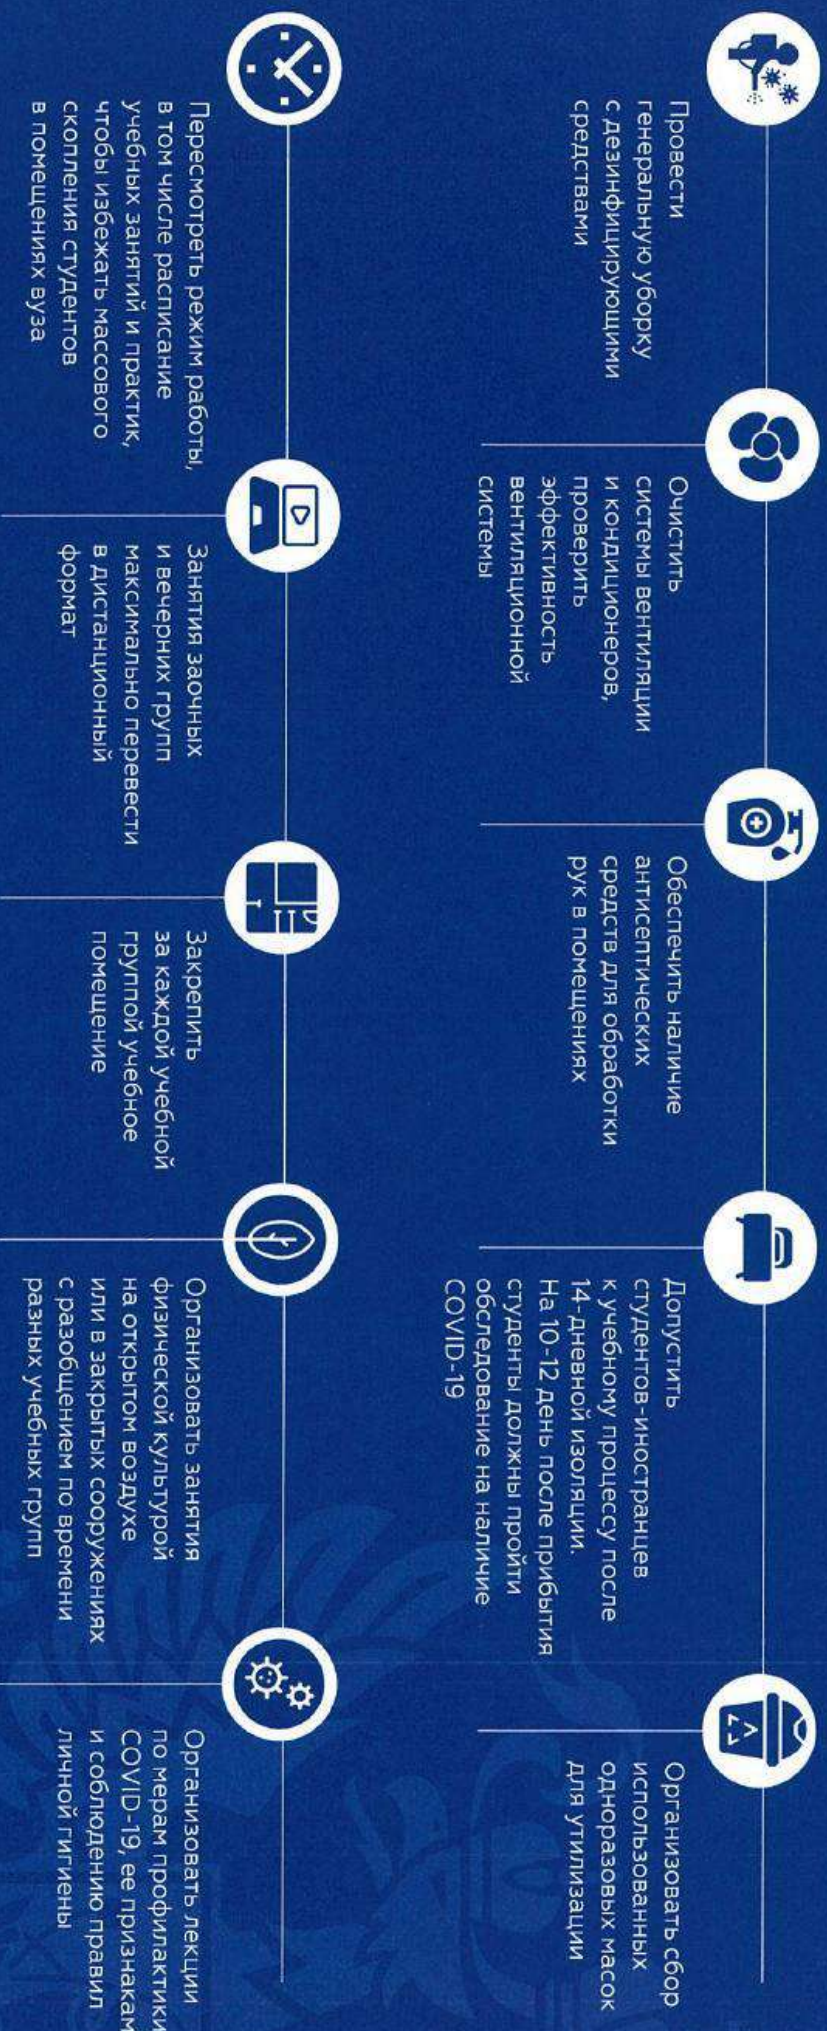 Провести
генеральную уборку
с дезинфицирующими
средствами
Очистить
системы вентиляции
и кондиционеров,
проверить
эффективность
вентиляционной
системы
Обеспечить наличие
антисептических
средств для обработки
рук в помещениях
Допустить
студентов-иностранцев
к учебному процессу после
14-дневной изоляции.
На 10-12 день после прибытия
студенты должны пройти
обследование на наличие
COVID-19
Организовать сбор
использованных
одноразовых масок
для утилизации
Пересмотреть режим работы,
в том числе расписание
учебных занятий и практик,
чтобы избежать массового
скопления студентов
в помещениях вуза
Занятия заочных
и вечерних групп
максимально перевести
в дистанционный
формат
Закрепить
за каждой учебной
группой учебное
помещение
Организовать занятия
физической культурой
на открытом воздухе
или в закрытых сооружениях
с разобщением по времени
разных учебных групп
Организовать лекции
по мерам профилактики
COVID-19, ее признакам
и соблюдению правил
личной гигиены